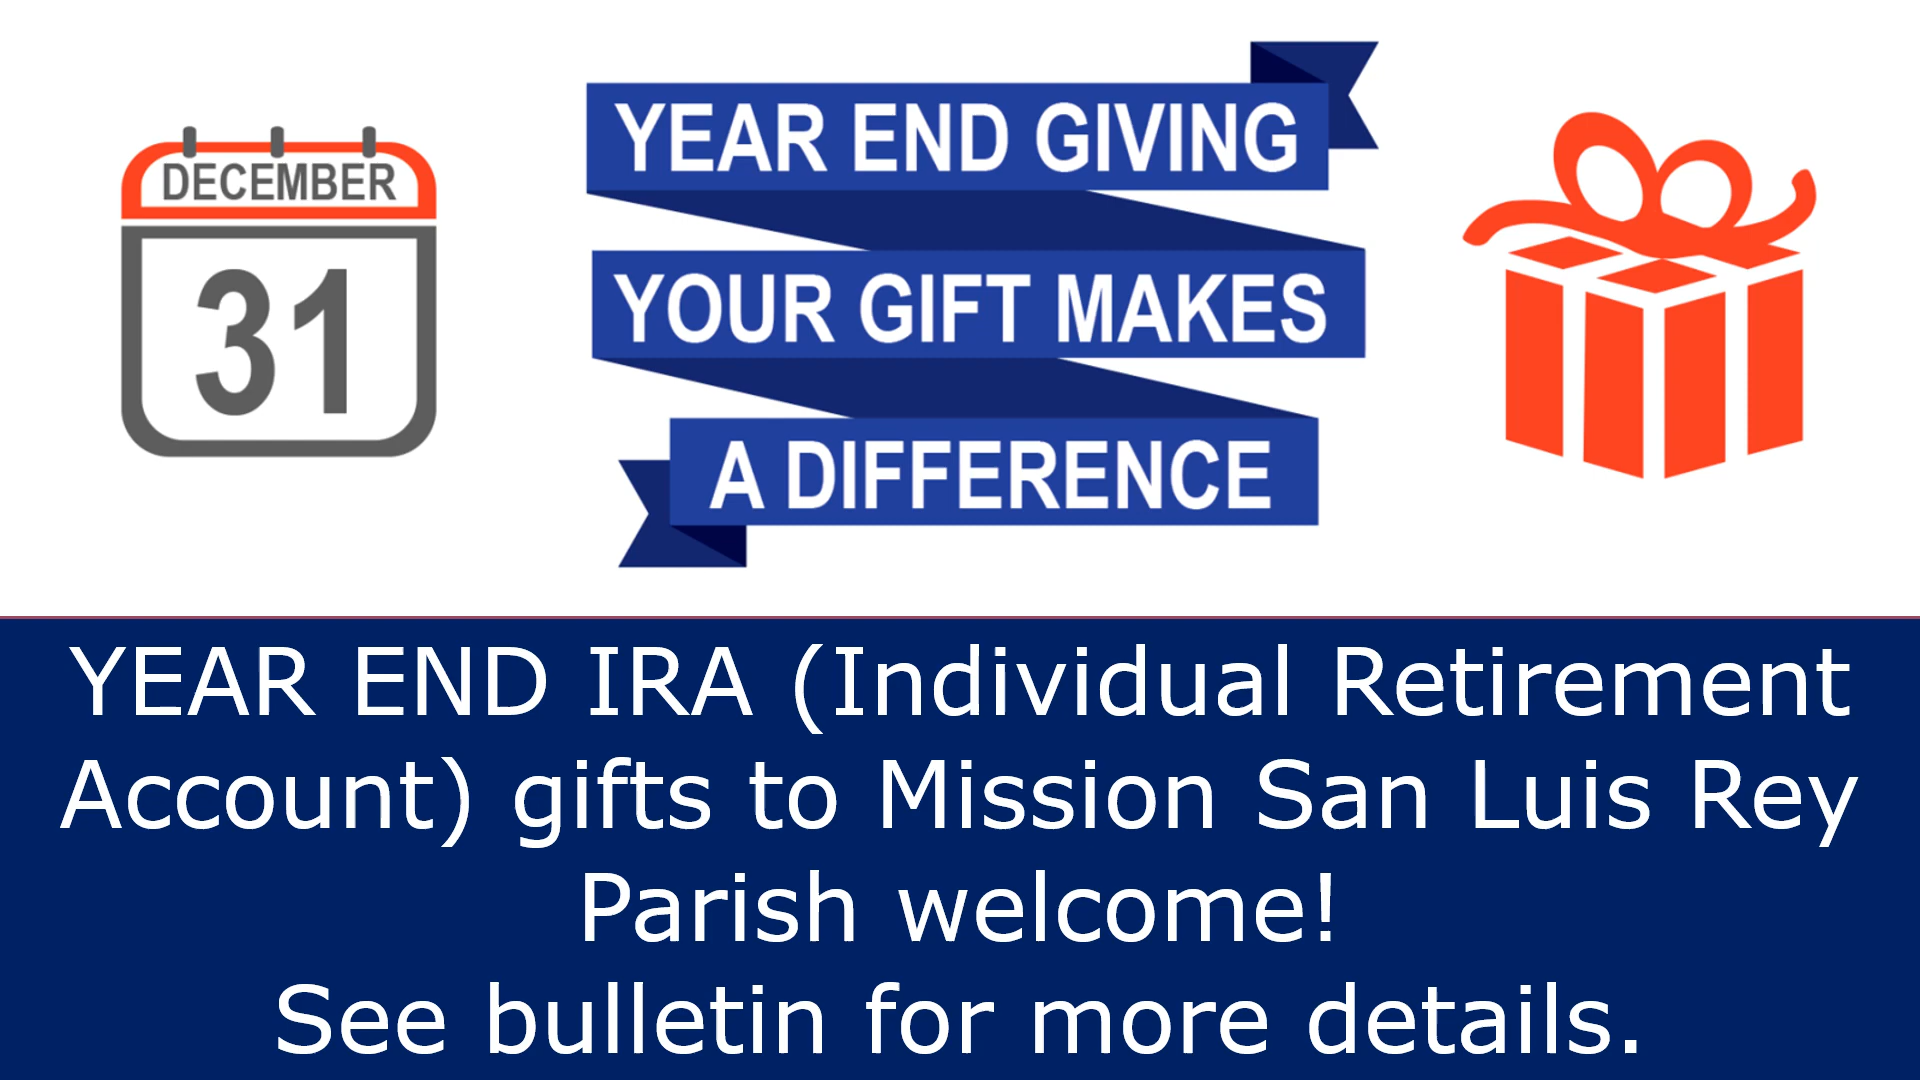 DECEMBER
31
YEAR END GIVING
YOUR GIFT MAKES
A DIFFERENCE
YEAR END IRA (Individual Retirement
Account) gifts to Mission San Luis Rey
Parish welcome!
See bulletin for more details.